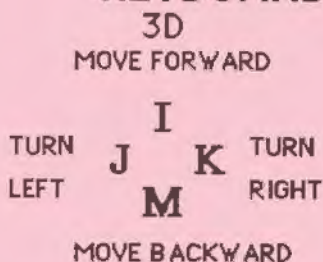 3D
MOVE FORWARD
I
TURN J K TURN
LEFT M RIGHT
MOVE BACKWARD